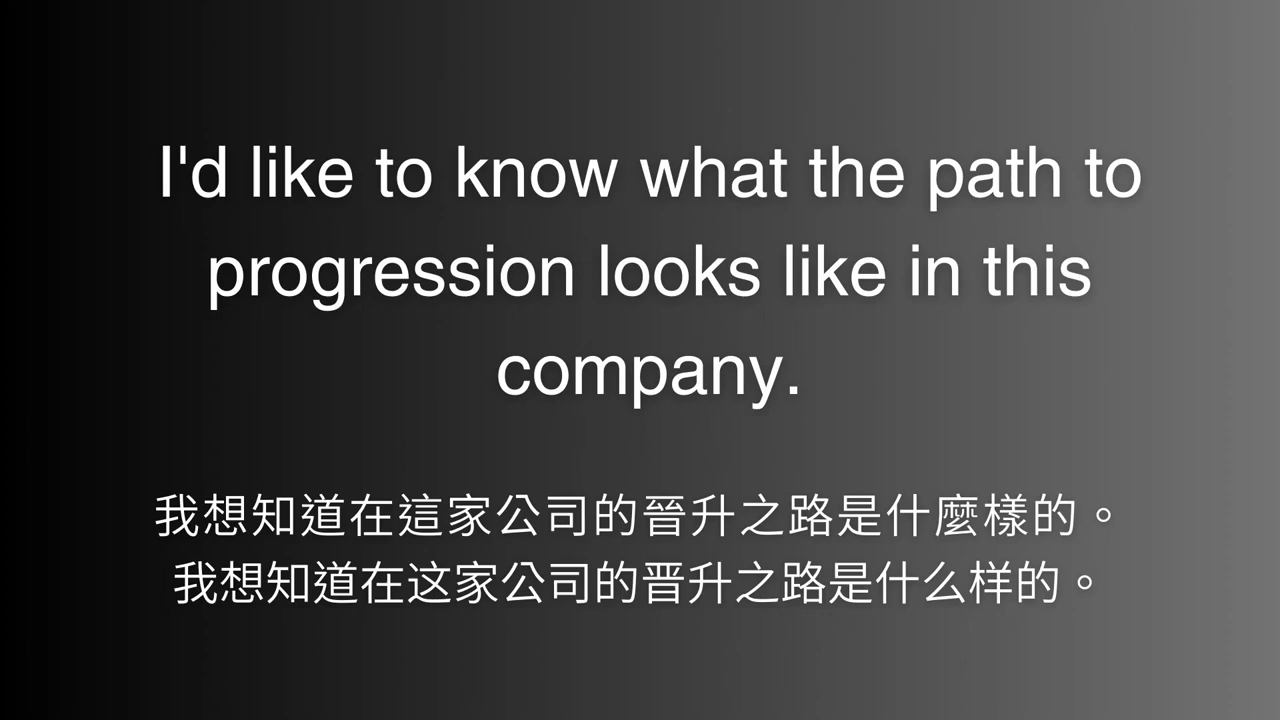 I'd like to know what the path to
progression looks like in this
company.
我想知道在這家公司的晉升之路是什麼樣的。
我想知道在这家公司的晋升之路是什么样的。